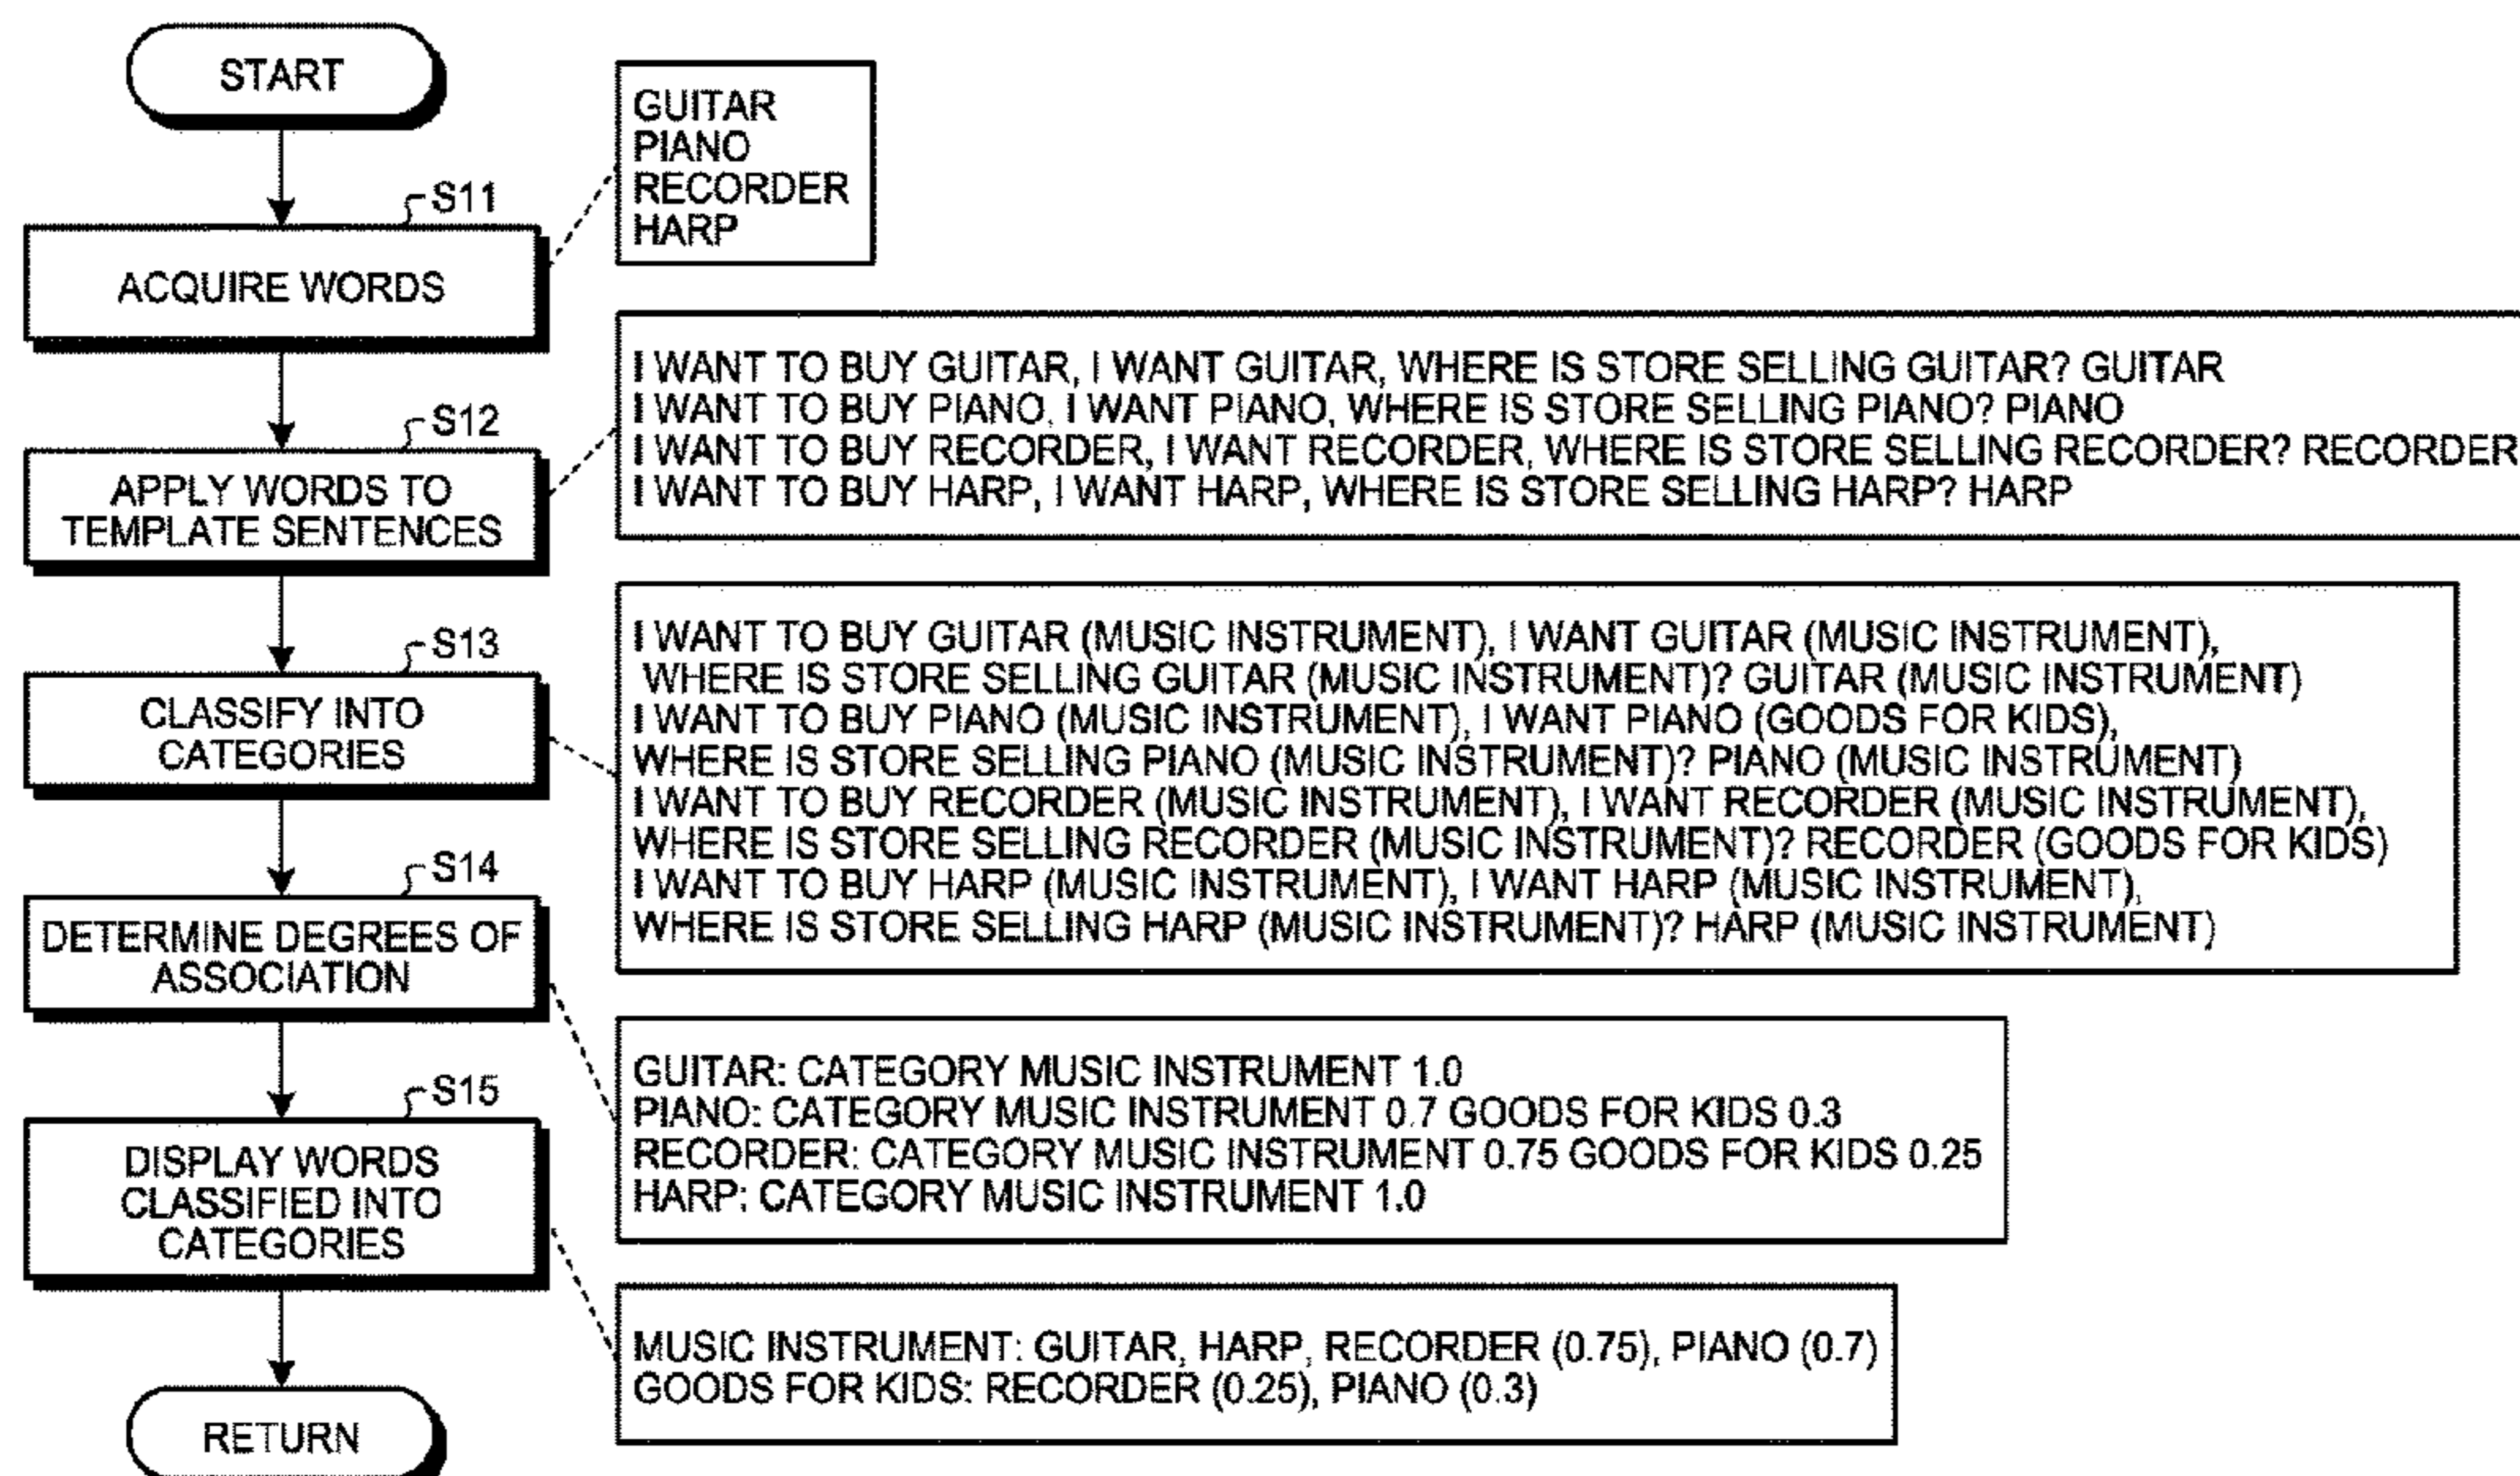 START
S11
ACQUIRE WORDS
GUITAR
PIANO
RECORDER
HARP
S12
APPLY WORDS TO
TEMPLATE SENTENCES
I WANT TO BUY GUITAR, I WANT GUITAR, WHERE IS STORE SELLING GUITAR? GUITAR
I WANT TO BUY PIANO, I WANT PIANO, WHERE IS STORE SELLING PIANO? PIANO
I WANT TO BUY RECORDER, I WANT RECORDER, WHERE IS STORE SELLING RECORDER? RECORDER
I WANT TO BUY HARP, I WANT HARP, WHERE IS STORE SELLING HARP? HARP
S13
CLASSIFY INTO
CATEGORIES
I WANT TO BUY GUITAR (MUSIC INSTRUMENT), I WANT GUITAR (MUSIC INSTRUMENT),
WHERE IS STORE SELLING GUITAR (MUSIC INSTRUMENT)? GUITAR (MUSIC INSTRUMENT)
I WANT TO BUY PIANO (MUSIC INSTRUMENT), I WANT PIANO (GOODS FOR KIDS),
WHERE IS STORE SELLING PIANO (MUSIC INSTRUMENT)? PIANO (MUSIC INSTRUMENT)
I WANT TO BUY RECORDER (MUSIC INSTRUMENT), I WANT RECORDER (MUSIC INSTRUMENT),
WHERE IS STORE SELLING RECORDER (MUSIC INSTRUMENT)? RECORDER (GOODS FOR KIDS)
I WANT TO BUY HARP (MUSIC INSTRUMENT), I WANT HARP (MUSIC INSTRUMENT),
WHERE IS STORE SELLING HARP (MUSIC INSTRUMENT)? HARP (MUSIC INSTRUMENT)
S14
DETERMINE DEGREES OF
ASSOCIATION
GUITAR: CATEGORY MUSIC INSTRUMENT 1.0
PIANO: CATEGORY MUSIC INSTRUMENT 0.7 GOODS FOR KIDS 0.3
RECORDER: CATEGORY MUSIC INSTRUMENT 0.75 GOODS FOR KIDS 0.25
HARP: CATEGORY MUSIC INSTRUMENT 1.0
S15
DISPLAY WORDS
CLASSIFIED INTO
CATEGORIES
MUSIC INSTRUMENT: GUITAR, HARP, RECORDER (0.75), PIANO (0.7)
GOODS FOR KIDS: RECORDER (0.25), PIANO (0.3)
RETURN